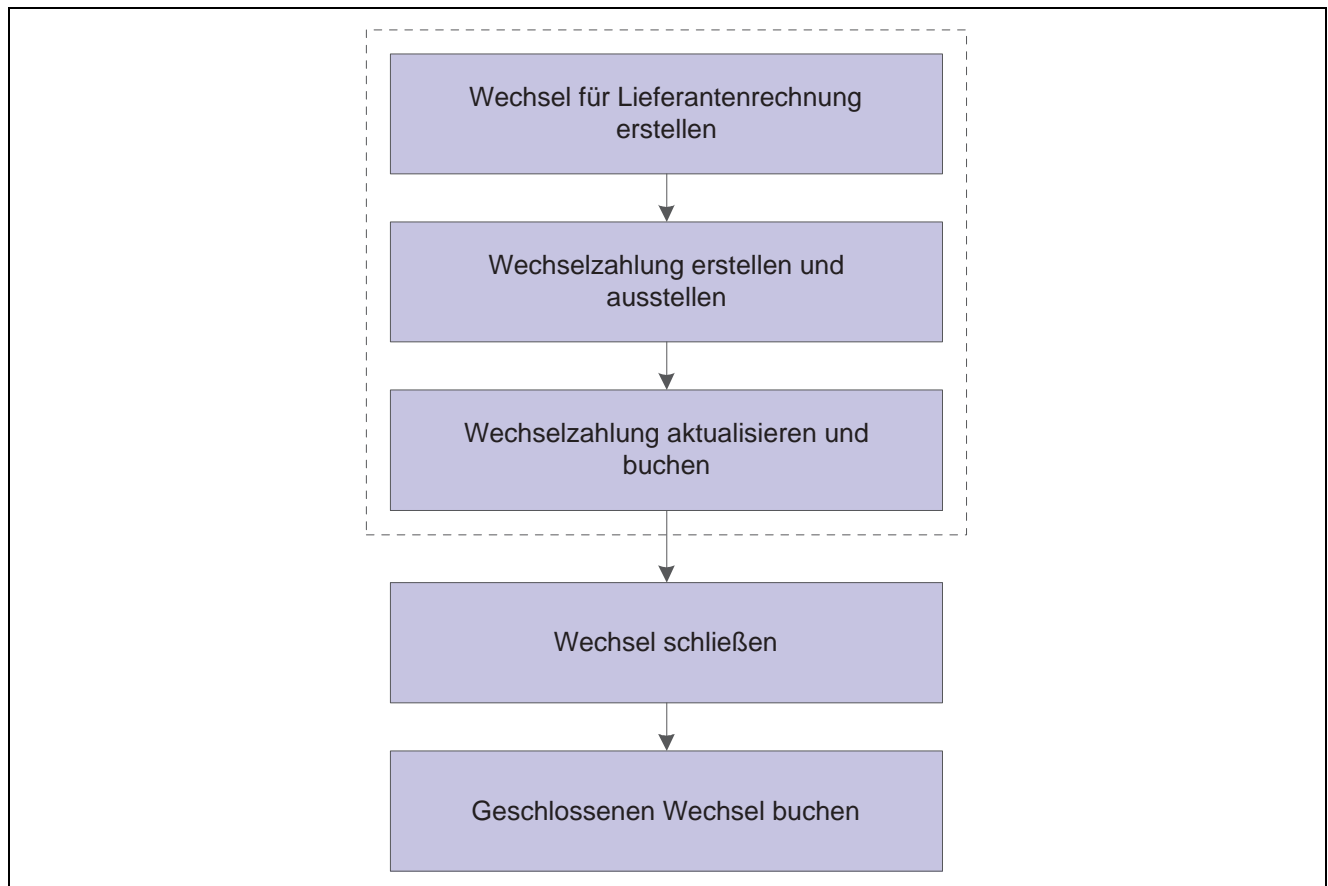 Wechsel für Lieferantenrechnung
erstellen
Wechselzahlung erstellen und
ausstellen
Wechselzahlung aktualisieren und
buchen
Wechsel schließen
Geschlossenen Wechsel buchen